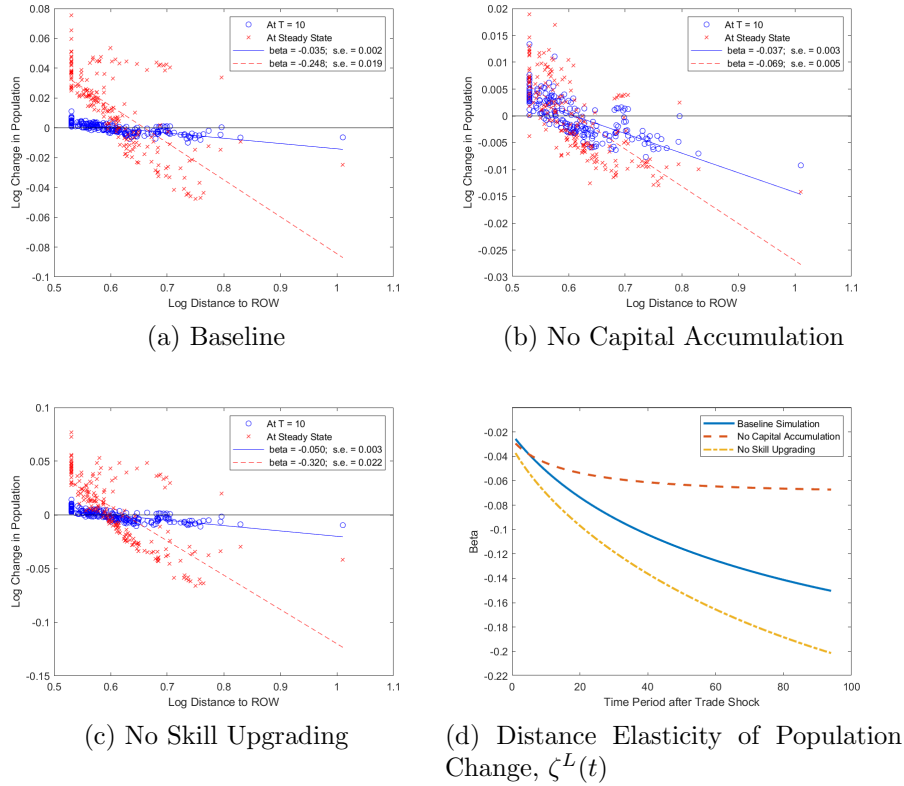 At T = 10
At Steady State
beta = -0.035; s.e. = 0.002
beta = -0.248; s.e. = 0.019
0.08
0.06
0.04
0.02
0
-0.02
-0.04
-0.06
-0.08
-0.1
Log Change in Population
0.5 0.6 0.7 0.8 0.9 1 1.1
Log Distance to ROW
(a) Baseline
At T = 10
At Steady State
beta = -0.037; s.e. = 0.003
beta = -0.069; s.e. = 0.005
0.02
0.015
0.01
0.005
0
-0.005
-0.01
-0.015
-0.02
-0.025
-0.03
Log Change in Population
0.5 0.6 0.7 0.8 0.9 1 1.1
Log Distance to ROW
(b) No Capital Accumulation
At T = 10
At Steady State
beta = -0.050; s.e. = 0.003
beta = -0.320; s.e. = 0.022
0.1
0.05
0
-0.05
-0.1
-0.15
Log Change in Population
0.5 0.6 0.7 0.8 0.9 1 1.1
Log Distance to ROW
(c) No Skill Upgrading
Baseline Simulation
No Capital Accumulation
No Skill Upgrading
-0.02
-0.04
-0.06
-0.08
-0.1
-0.12
-0.14
-0.16
-0.18
-0.2
Beta
0 20 40 60 80 100
Time Period after Trade Shock
(d) Distance Elasticity of Population
Change, ζ^L(t)